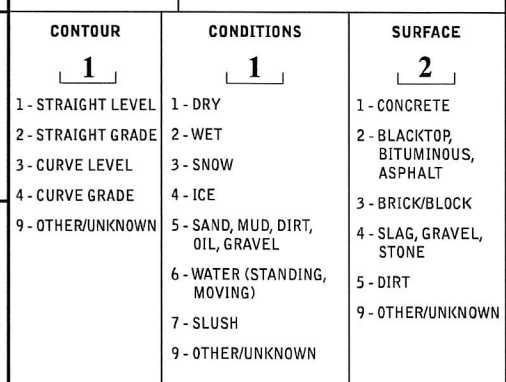 CONTOUR
1
1 - STRAIGHT LEVEL
2 - STRAIGHT GRADE
3 - CURVE LEVEL
4 - CURVE GRADE
9 - OTHER/UNKNOWN
CONDITIONS
1
1 - DRY
2 - WET
3 - SNOW
4 - ICE
5 - SAND, MUD, DIRT,
OIL, GRAVEL
6 - WATER (STANDING,
MOVING)
7 - SLUSH
9 - OTHER/UNKNOWN
SURFACE
2
1 - CONCRETE
2 - BLACKTOP,
BITUMINOUS,
ASPHALT
3 - BRICK/BLOCK
4 - SLAG, GRAVEL,
STONE
5 - DIRT
9 - OTHER/UNKNOWN